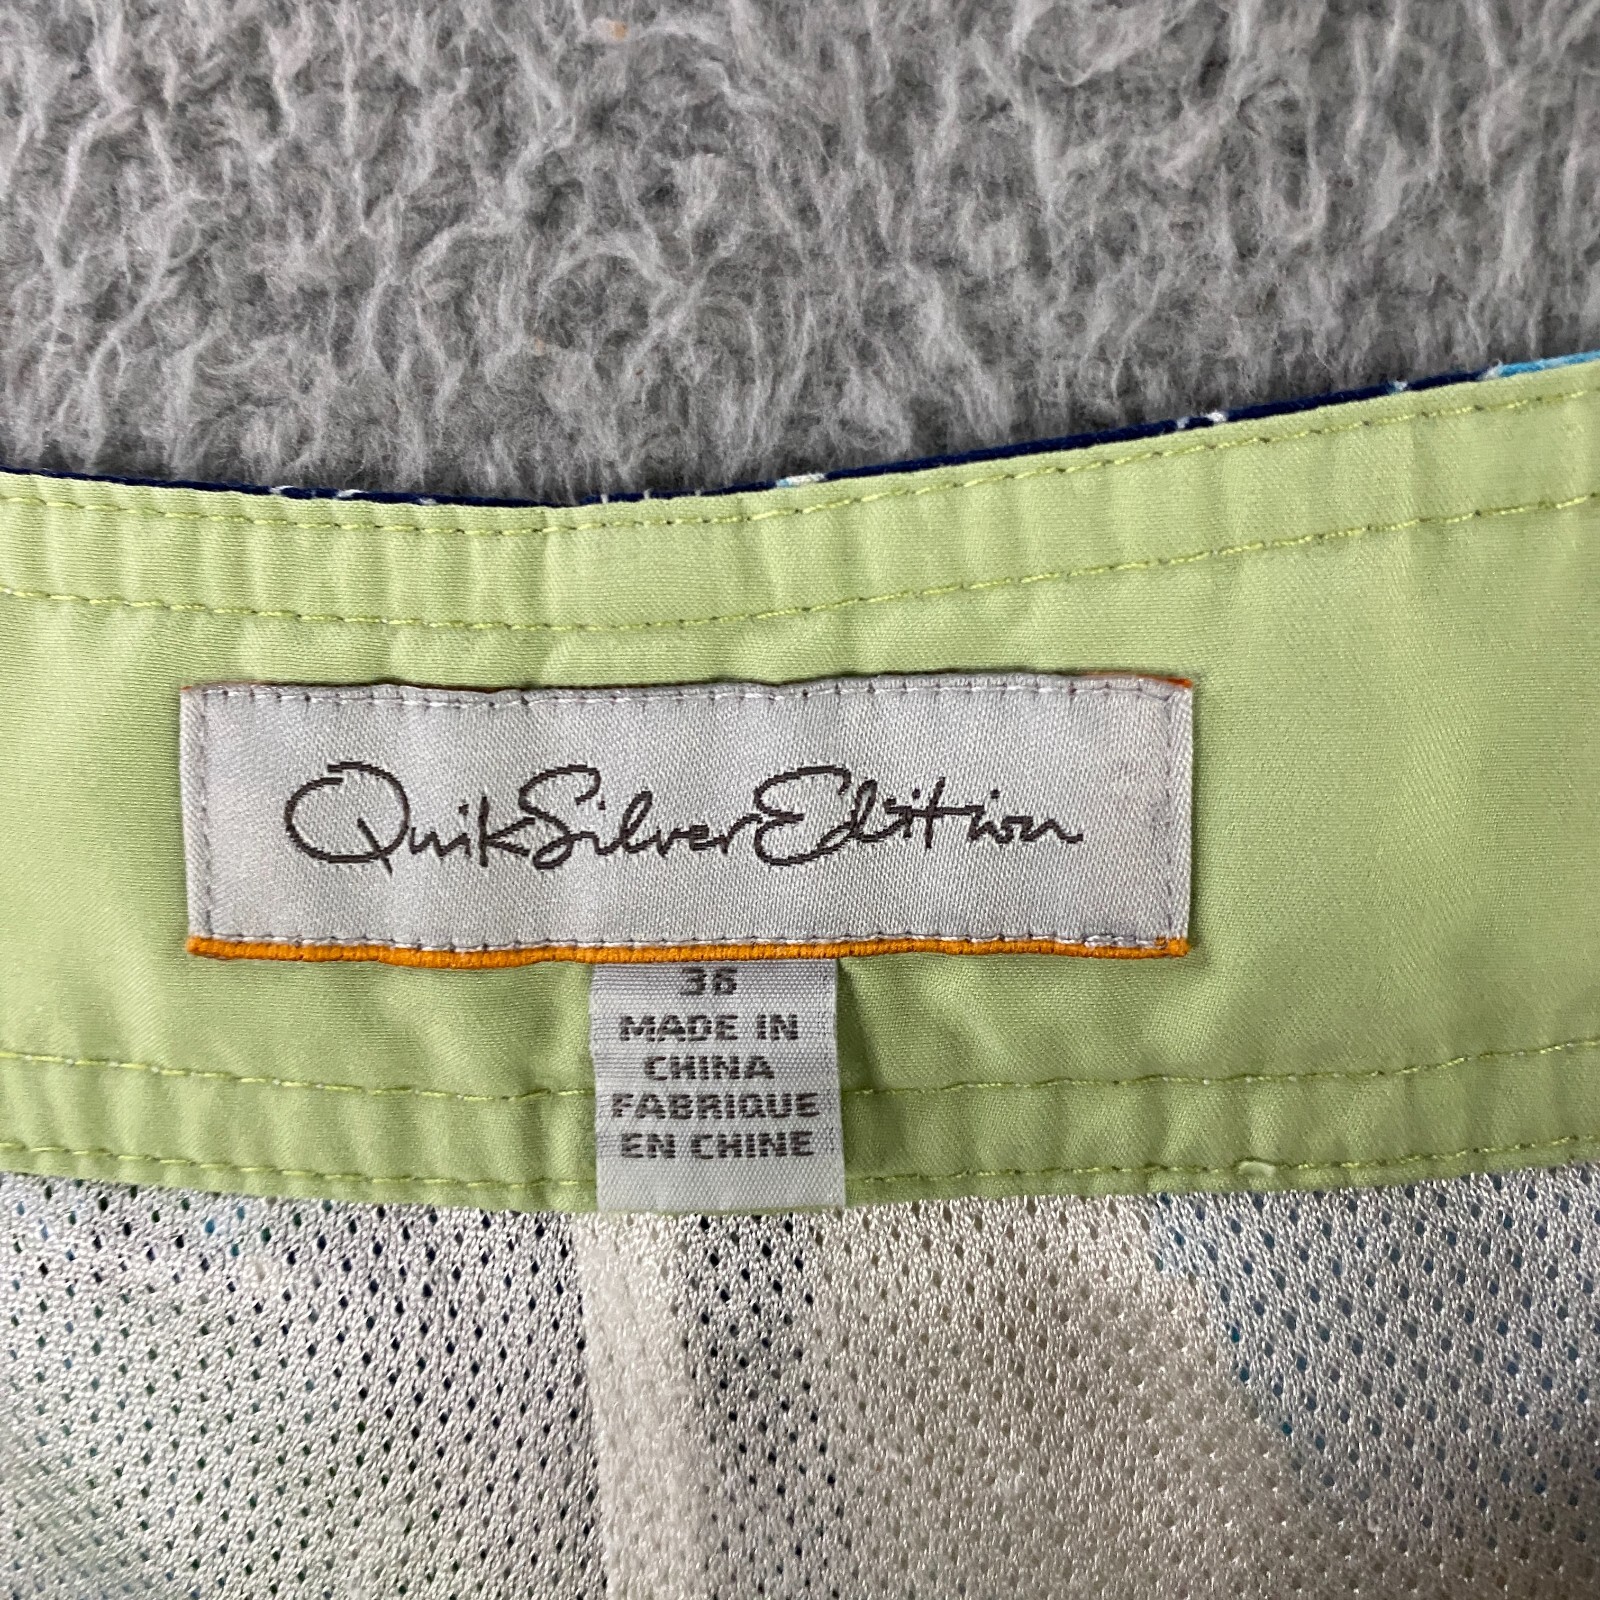 QuikSilverEdition
36
MADE IN
CHINA
FABRIQUE
EN CHINE